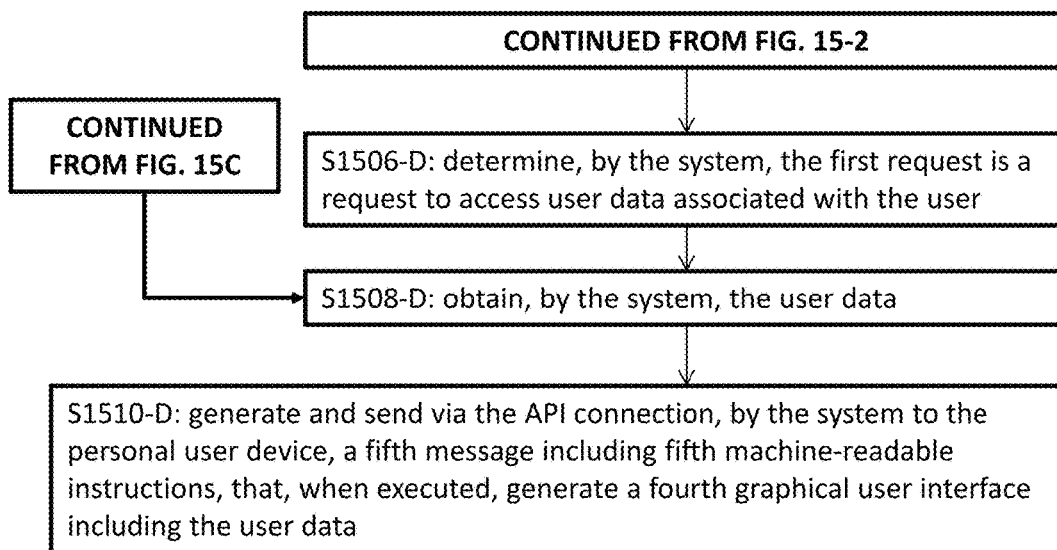 CONTINUED FROM FIG. 15-2
CONTINUED
FROM FIG. 15C
S1506-D: determine, by the system, the first request is a
request to access user data associated with the user
S1508-D: obtain, by the system, the user data
S1510-D: generate and send via the API connection, by the system to the
personal user device, a fifth message including fifth machine-readable
instructions, that, when executed, generate a fourth graphical user interface
including the user data